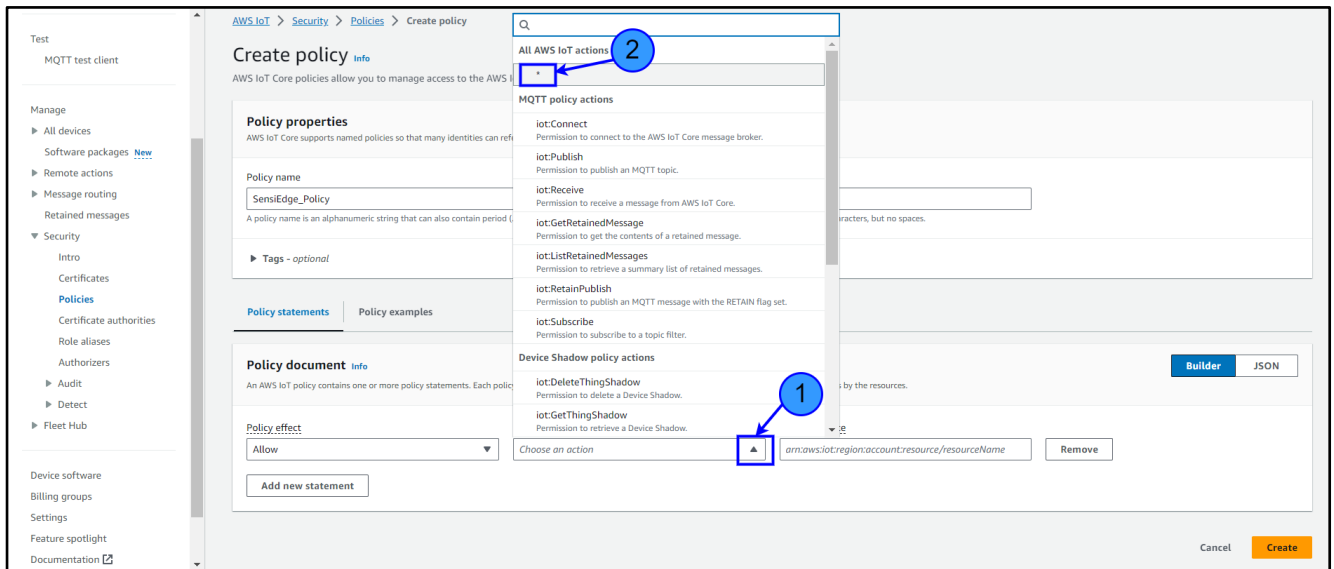 Test
MQTT test client
Manage
All devices
Software packages New
Remote actions
Message routing
Retained messages
Security
Intro
Certificates
Policies
Certificate authorities
Role aliases
Authorizers
Audit
Detect
Fleet Hub
Device software
Billing groups
Settings
Feature spotlight
Documentation
AWS IoT > Security > Policies > Create policy
Create policy Info
AWS IoT Core policies allow you to manage access to the AWS I
Policy properties
AWS IoT Core supports named policies so that many identities can refe
Policy name
SensiEdge_Policy
A policy name is an alphanumeric string that can also contain period (. aracters, but no spaces.
Tags - optional
Policy statements
Policy examples
All AWS IoT actions
2
*
MQTT policy actions
iot:Connect
Permission to connect to the AWS IoT Core message broker.
iot:Publish
Permission to publish an MQTT topic.
iot:Receive
Permission to receive a message from AWS IoT Core.
iot:GetRetainedMessage
Permission to get the contents of a retained message.
iot:ListRetainedMessages
Permission to retrieve a summary list of retained messages.
iot:RetainPublish
Permission to publish an MQTT message with the RETAIN flag set.
iot:Subscribe
Permission to subscribe to a topic filter.
Device Shadow policy actions
iot:DeleteThingShadow
Permission to delete a Device Shadow.
iot:GetThingShadow
Permission to retrieve a Device Shadow.
1
Policy document Info
Builder JSON
An AWS IoT policy contains one or more policy statements. Each policy s by the resources.
Policy effect
Allow
Choose an action
arn:aws:iot:region:account:resource/resourceName
Remove
Add new statement
Cancel Create